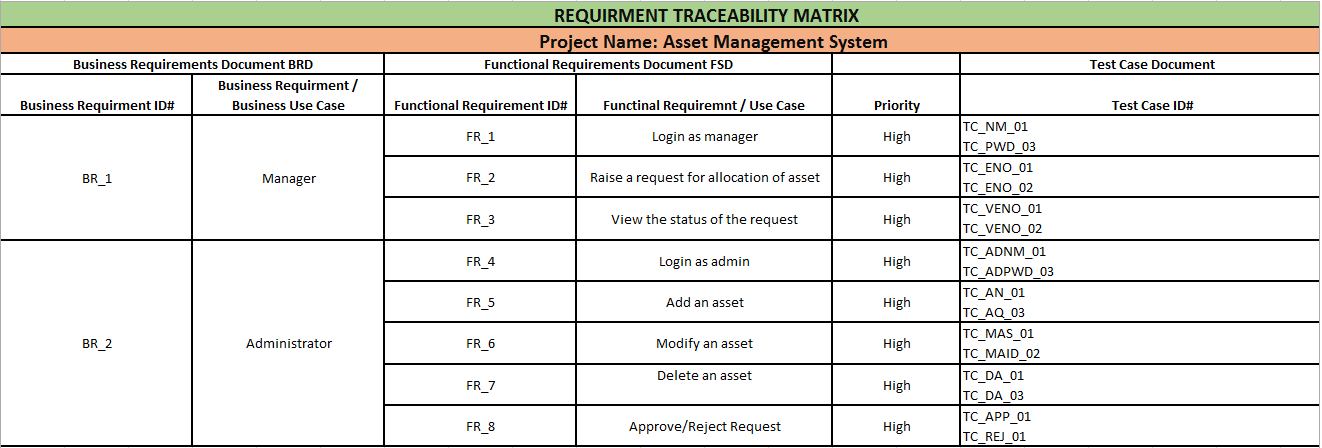 REQUIRMENT TRACEABILITY MATRIX
Project Name: Asset Management System
Business Requirements Document BRD
Functional Requirements Document FSD
Test Case Document
Business Requirment ID#
Business Requirment /
Business Use Case
Functional Requirement ID#
Functinal Requiremnt / Use Case
Priority
Test Case ID#
BR_1
Manager
FR_1
Login as manager
High
TC_NM_01
TC_PWD_03
FR_2
Raise a request for allocation of asset
High
TC_ENO_01
TC_ENO_02
FR_3
View the status of the request
High
TC_VENO_01
TC_VENO_02
BR_2
Administrator
FR_4
Login as admin
High
TC_ADNM_01
TC_ADPWD_03
FR_5
Add an asset
High
TC_AN_01
TC_AQ_03
FR_6
Modify an asset
High
TC_MAS_01
TC_MAID_02
FR_7
Delete an asset
High
TC_DA_01
TC_DA_03
FR_8
Approve/Reject Request
High
TC_APP_01
TC_REJ_01